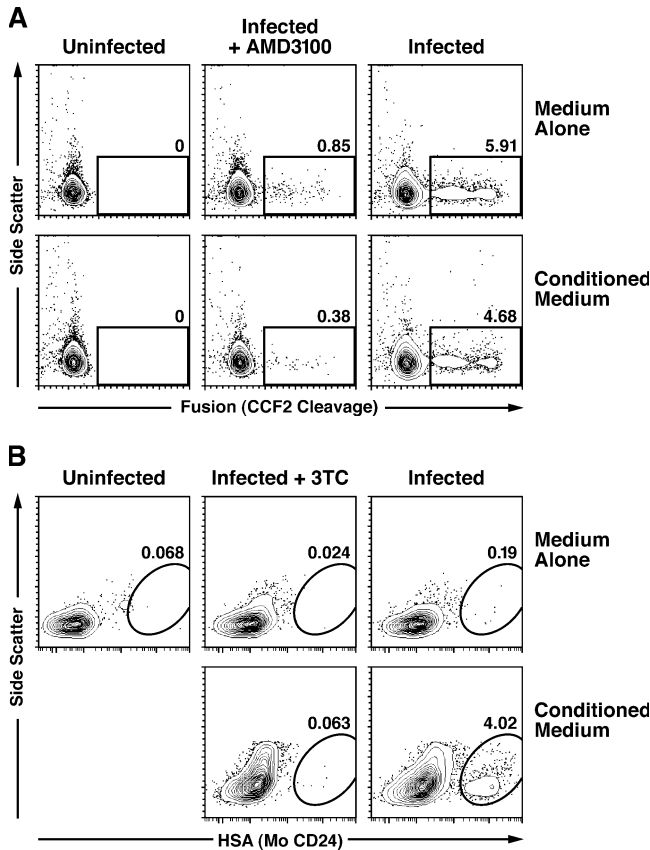 A
Uninfected
Infected
+ AMD3100
Infected
0
0.85
5.91
Medium
Alone
0
0.38
4.68
Conditioned
Medium
Side Scatter
Fusion (CCF2 Cleavage)
B
Uninfected
Infected + 3TC
Infected
0.068
0.024
0.19
Medium
Alone
0.063
4.02
Conditioned
Medium
Side Scatter
HSA (Mo CD24)